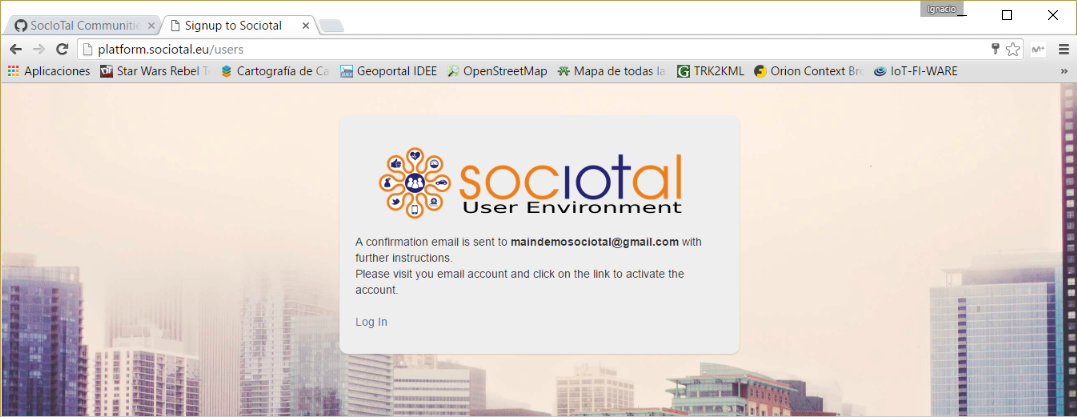 Ignacio
SocIoTal Communitie
Signup to Sociotal
platform.sociotal.eu/users
Aplicaciones
Star Wars Rebel T
Cartografía de Ca
Geoportal IDEE
OpenStreetMap
Mapa de todas la
TRK2KML
Orion Context Br
IoT-FI-WARE
»
sociotal
User Environment
A confirmation email is sent to maindemosociotal@gmail.com with
further instructions.
Please visit you email account and click on the link to activate the
account.
Log In